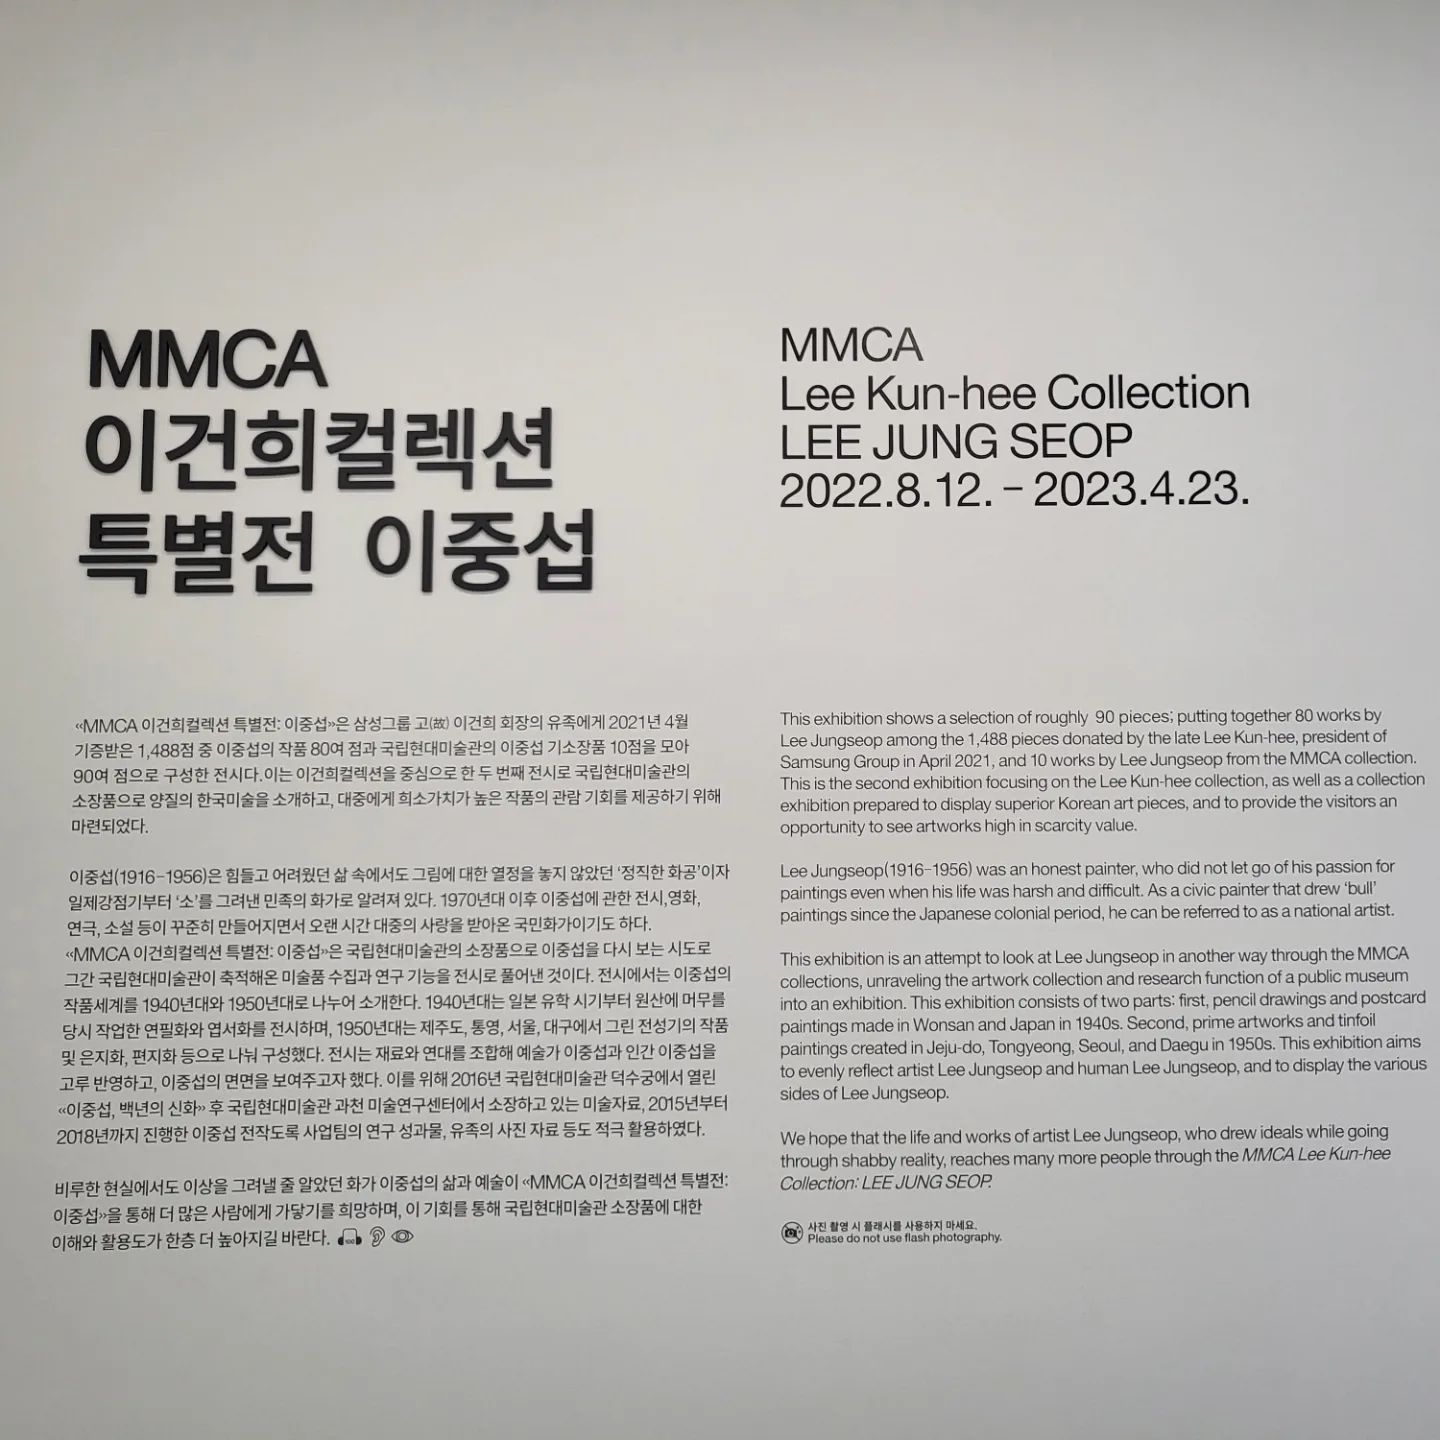 MMCA
이건희컬렉션
특별전 이중섭
MMCA
Lee Kun-hee Collection
LEE JUNG SEOP
2022.8.12. – 2023.4.23.
«MMCA 이건희컬렉션 특별전: 이중섭»은 삼성그룹 고(故) 이건희 회장의 유족에게 2021년 4월
기증받은 1,488점 중 이중섭의 작품 80여 점과 국립현대미술관의 이중섭 기소장품 10점을 모아
90여 점으로 구성한 전시다.이는 이건희컬렉션을 중심으로 한 두 번째 전시로 국립현대미술관의
소장품으로 양질의 한국미술을 소개하고, 대중에게 희소가치가 높은 작품의 관람 기회를 제공하기 위해
마련되었다.
이중섭(1916–1956)은 힘들고 어려웠던 삶 속에서도 그림에 대한 열정을 놓지 않았던 ‘정직한 화공’이자
일제강점기부터 ‘소’를 그려낸 민족의 화가로 알려져 있다. 1970년대 이후 이중섭에 관한 전시,영화,
연극, 소설 등이 꾸준히 만들어지면서 오랜 시간 대중의 사랑을 받아온 국민화가이기도 하다.
«MMCA 이건희컬렉션 특별전: 이중섭»은 국립현대미술관의 소장품으로 이중섭을 다시 보는 시도로
그간 국립현대미술관이 축적해온 미술품 수집과 연구 기능을 전시로 풀어낸 것이다. 전시에서는 이중섭의
작품세계를 1940년대와 1950년대로 나누어 소개한다. 1940년대는 일본 유학 시기부터 원산에 머무를
당시 작업한 연필화와 엽서화를 전시하며, 1950년대는 제주도, 통영, 서울, 대구에서 그린 전성기의 작품
및 은지화, 편지화 등으로 나눠 구성했다. 전시는 재료와 연대를 조합해 예술가 이중섭과 인간 이중섭을
고루 반영하고, 이중섭의 면면을 보여주고자 했다. 이를 위해 2016년 국립현대미술관 덕수궁에서 열린
«이중섭, 백년의 신화» 후 국립현대미술관 과천 미술연구센터에서 소장하고 있는 미술자료, 2015년부터
2018년까지 진행한 이중섭 전작도록 사업팀의 연구 성과물, 유족의 사진 자료 등도 적극 활용하였다.
비루한 현실에서도 이상을 그려낼 줄 알았던 화가 이중섭의 삶과 예술이 «MMCA 이건희컬렉션 특별전:
이중섭»을 통해 더 많은 사람에게 가닿기를 희망하며, 이 기회를 통해 국립현대미술관 소장품에 대한
이해와 활용도가 한층 더 높아지길 바란다.
This exhibition shows a selection of roughly 90 pieces; putting together 80 works by
Lee Jungseop among the 1,488 pieces donated by the late Lee Kun-hee, president of
Samsung Group in April 2021, and 10 works by Lee Jungseop from the MMCA collection.
This is the second exhibition focusing on the Lee Kun-hee collection, as well as a collection
exhibition prepared to display superior Korean art pieces, and to provide the visitors an
opportunity to see artworks high in scarcity value.
Lee Jungseop(1916–1956) was an honest painter, who did not let go of his passion for
paintings even when his life was harsh and difficult. As a civic painter that drew ‘bull’
paintings since the Japanese colonial period, he can be referred to as a national artist.
This exhibition is an attempt to look at Lee Jungseop in another way through the MMCA
collections, unraveling the artwork collection and research function of a public museum
into an exhibition. This exhibition consists of two parts: first, pencil drawings and postcard
paintings made in Wonsan and Japan in 1940s. Second, prime artworks and tinfoil
paintings created in Jeju-do, Tongyeong, Seoul, and Daegu in 1950s. This exhibition aims
to evenly reflect artist Lee Jungseop and human Lee Jungseop, and to display the various
sides of Lee Jungseop.
We hope that the life and works of artist Lee Jungseop, who drew ideals while going
through shabby reality, reaches many more people through the MMCA Lee Kun-hee
Collection: LEE JUNG SEOP.
사진 촬영 시 플래시를 사용하지 마세요.
Please do not use flash photography.